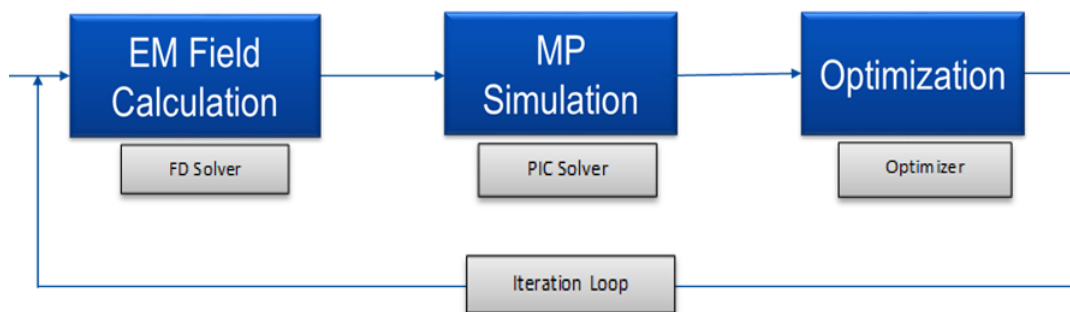 EM Field
Calculation
MP
Simulation
Optimization
FD Solver
PIC Solver
Optimizer
Iteration Loop